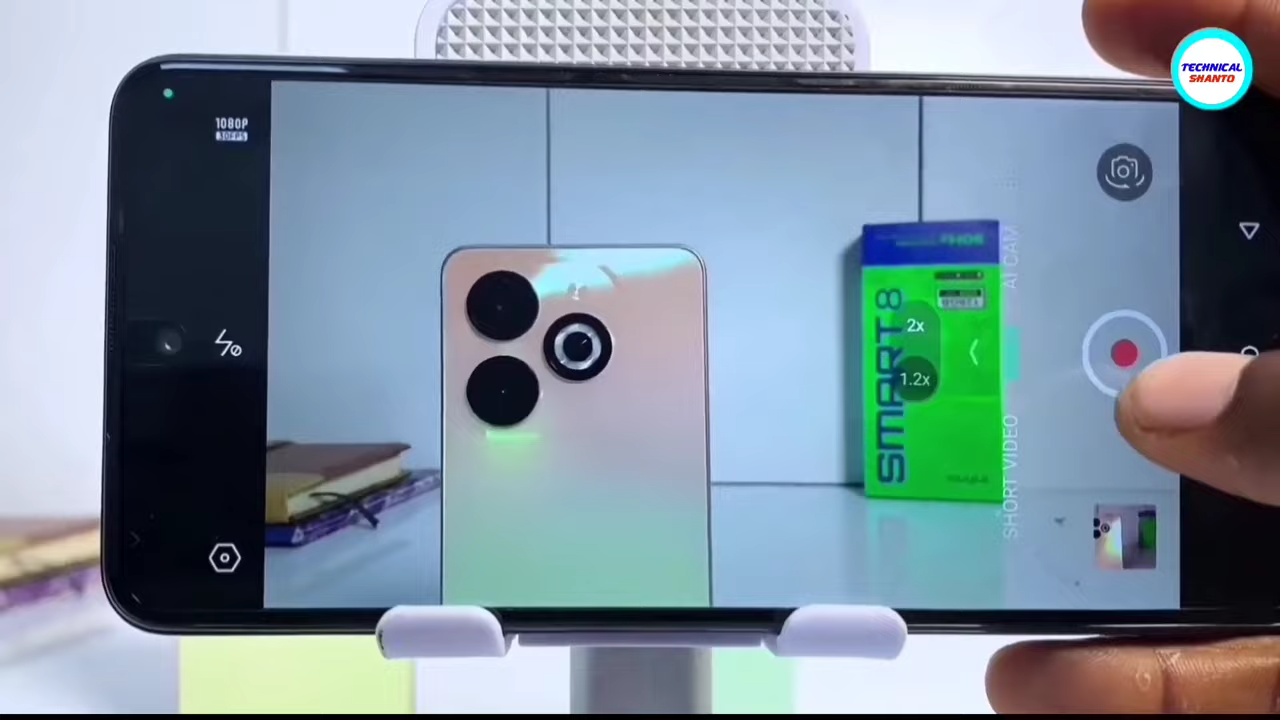 TECHNICAL
SHANTO
1080P
30FPS
AI CAM
2x
1.2x
SMART 8
SHORT VIDEO